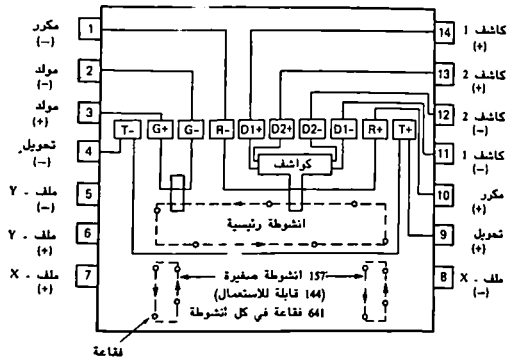 1
مكرر
(−)
2
مولد
(−)
3
مولد
(+)
4
تحويل
(−)
5
ملف - Y
(−)
6
ملف - Y
(+)
7
ملف - X
(+)
14
كاشف 1
(+)
13
كاشف 2
(+)
12
كاشف 2
(−)
11
كاشف 1
(−)
10
مكرر
(+)
9
تحويل
(+)
8
ملف - X
(−)
T− G+ G− R− D1+ D2+ D2− D1− R+ T+
كواشف
انشوطة رئيسية
157 انشوطة صغيرة
(144 قابلة للاستعمال)
641 فقاعة في كل أنشوطة
فقاعة